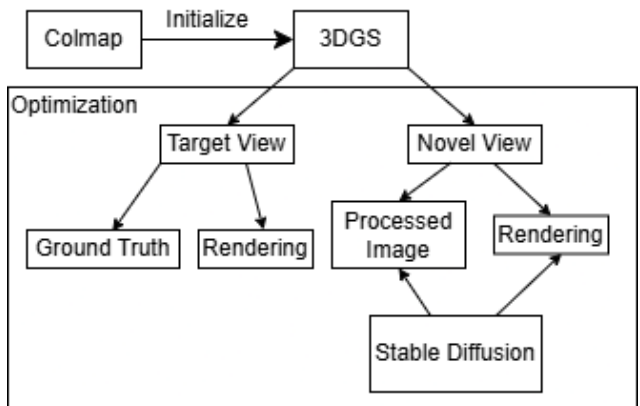 Colmap
Initialize
3DGS
Optimization
Target View
Novel View
Ground Truth
Rendering
Processed
Image
Rendering
Stable Diffusion